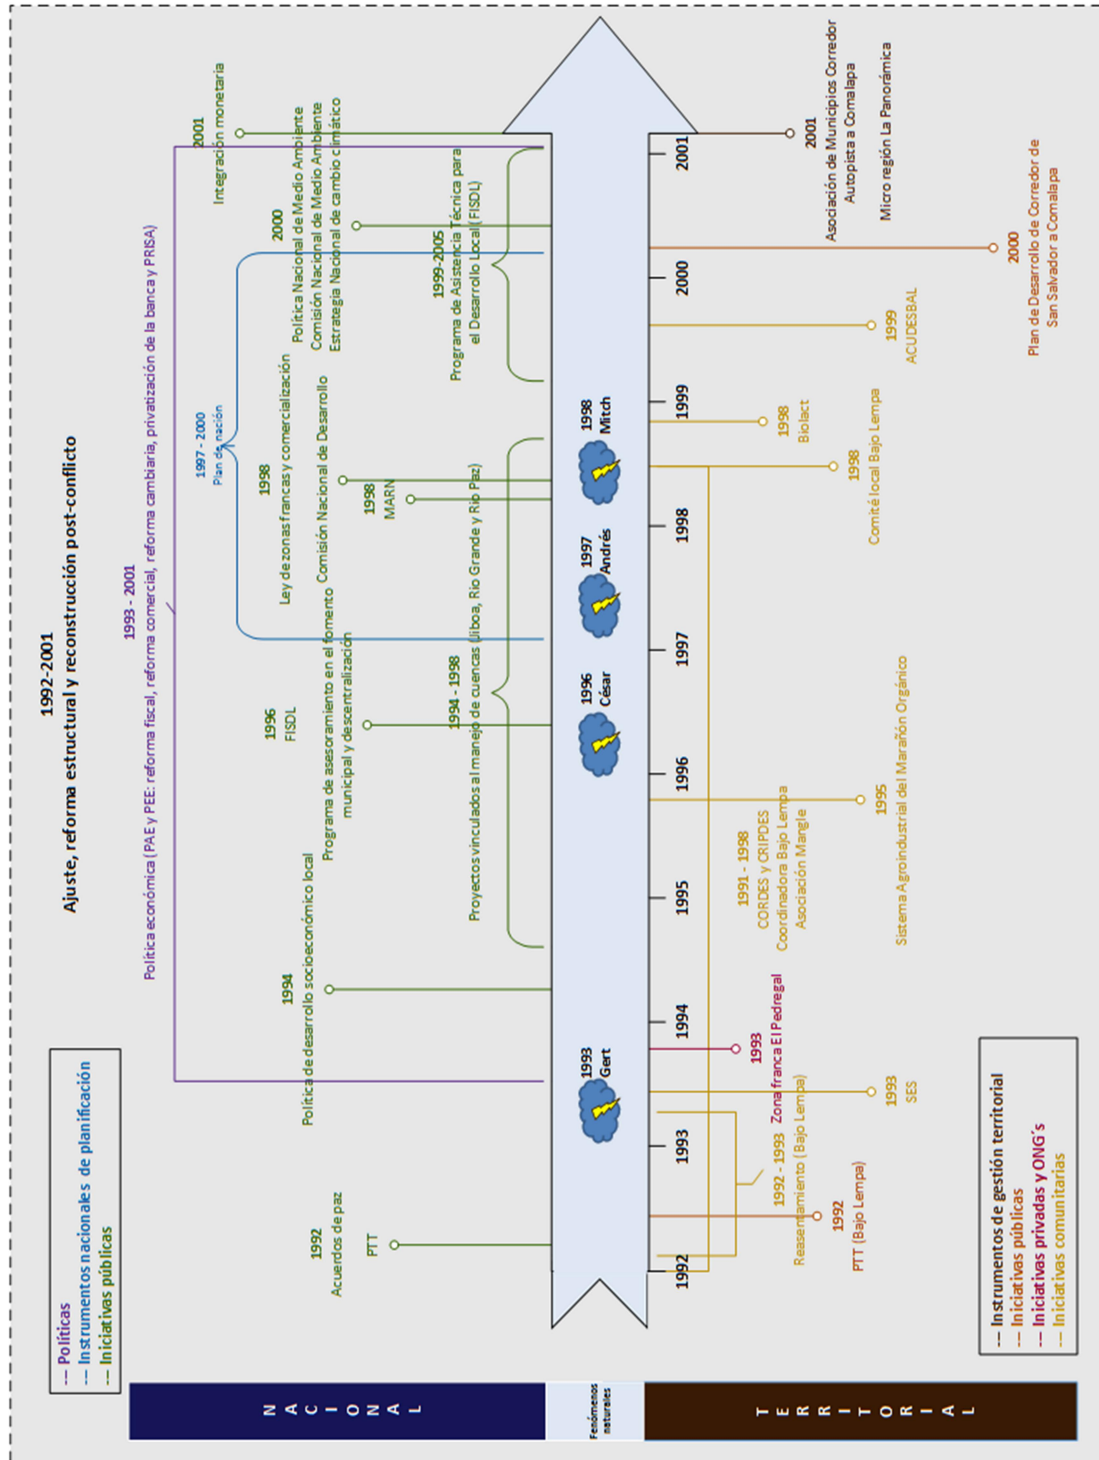 1992-2001
Ajuste, reforma estructural y reconstrucción post-conflicto
--- Políticas
--- Instrumentos nacionales de planificación
--- Iniciativas públicas
1993 - 2001
Política económica (PAE y PEE: reforma fiscal, reforma comercial, reforma cambiaria, privatización de la banca y PRISA)
1997 - 2000
Plan de nación
2001
Integración monetaria
1992
Acuerdos de paz
PTT
1994
Política de desarrollo socioeconómico local
1996
FISDL
Programa de asesoramiento en el fomento
municipal y descentralización
1998
Ley de zonas francas y comercialización
Comisión Nacional de Desarrollo
1998
MARN
2000
Política Nacional de Medio Ambiente
Comisión Nacional de Medio Ambiente
Estrategia Nacional de cambio climático
1994 - 1998
Proyectos vinculados al manejo de cuencas (Jiboa, Rio Grande y Rio Paz)
1999-2005
Programa de Asistencia Técnica para
el Desarrollo Local (FISDL)
NACIONAL
Fenómenos
naturales
TERRITORIAL
1993
Gert
1996
César
1997
Andrés
1998
Mitch
1992
1993
1994
1995
1996
1997
1998
1999
2000
2001
1992 - 1993
Reasentamiento (Bajo Lempa)
1992
PTT (Bajo Lempa)
1993
Zona franca El Pedregal
1993
SES
1991 - 1998
CORDES y CRIPDES
Coordinadora Bajo Lempa
Asociación Mangle
1995
Sistema Agroindustrial del Marañón Orgánico
1998
Biolact
1998
Comité local Bajo Lempa
1999
ACUDESBAL
2001
Asociación de Municipios Corredor
Autopista a Comalapa
Micro región La Panorámica
2000
Plan de Desarrollo de Corredor de
San Salvador a Comalapa
--- Instrumentos de gestión territorial
--- Iniciativas públicas
--- Iniciativas privadas y ONG´s
--- Iniciativas comunitarias